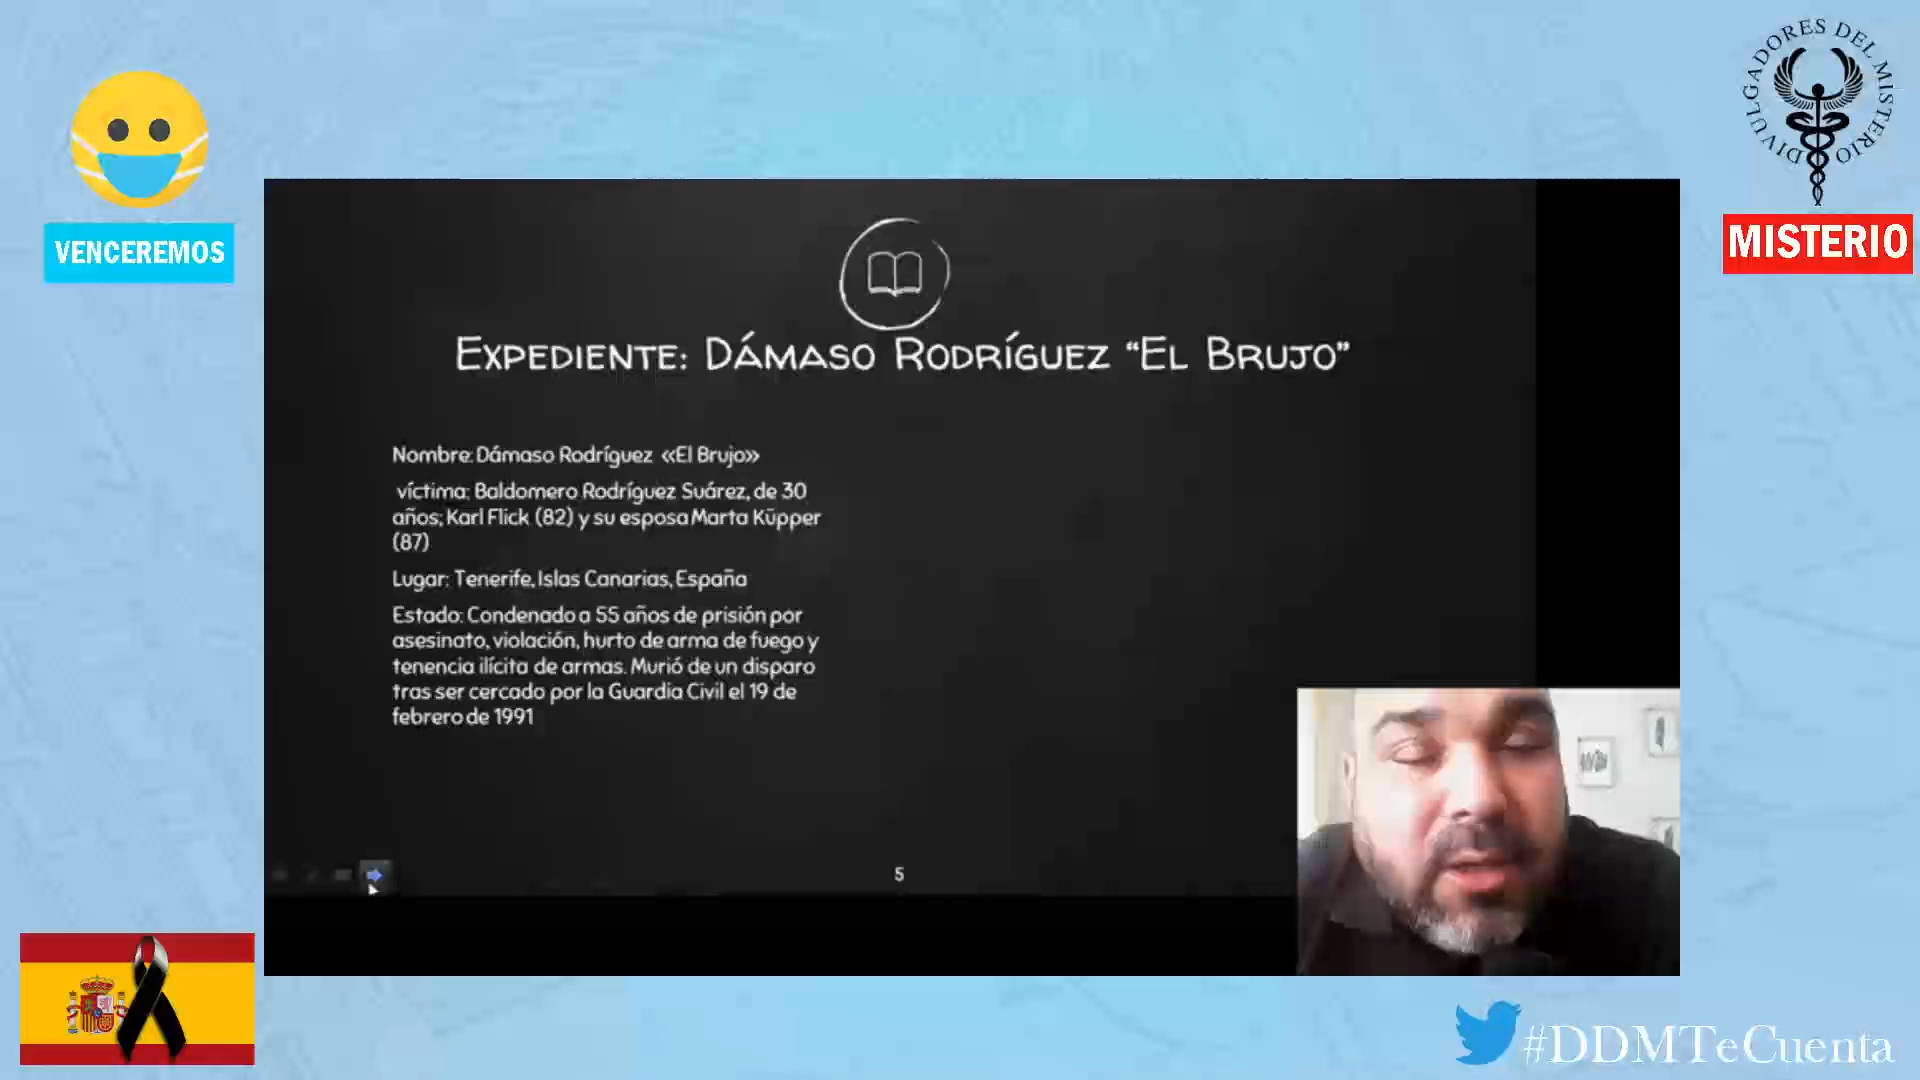 DIVULGADORES DEL MISTERIO
VENCEREMOS
MISTERIO
EXPEDIENTE: DÁMASO RODRÍGUEZ “EL BRUJO”
Nombre: Dámaso Rodríguez «El Brujo»
víctima: Baldomero Rodríguez Suárez, de 30
años; Karl Flick (82) y su esposa Marta Küpper
(87)
Lugar: Tenerife, Islas Canarias, España
Estado: Condenado a 55 años de prisión por
asesinato, violación, hurto de arma de fuego y
tenencia ilícita de armas. Murió de un disparo
tras ser cercado por la Guardia Civil el 19 de
febrero de 1991
5
#DDMTeCuenta